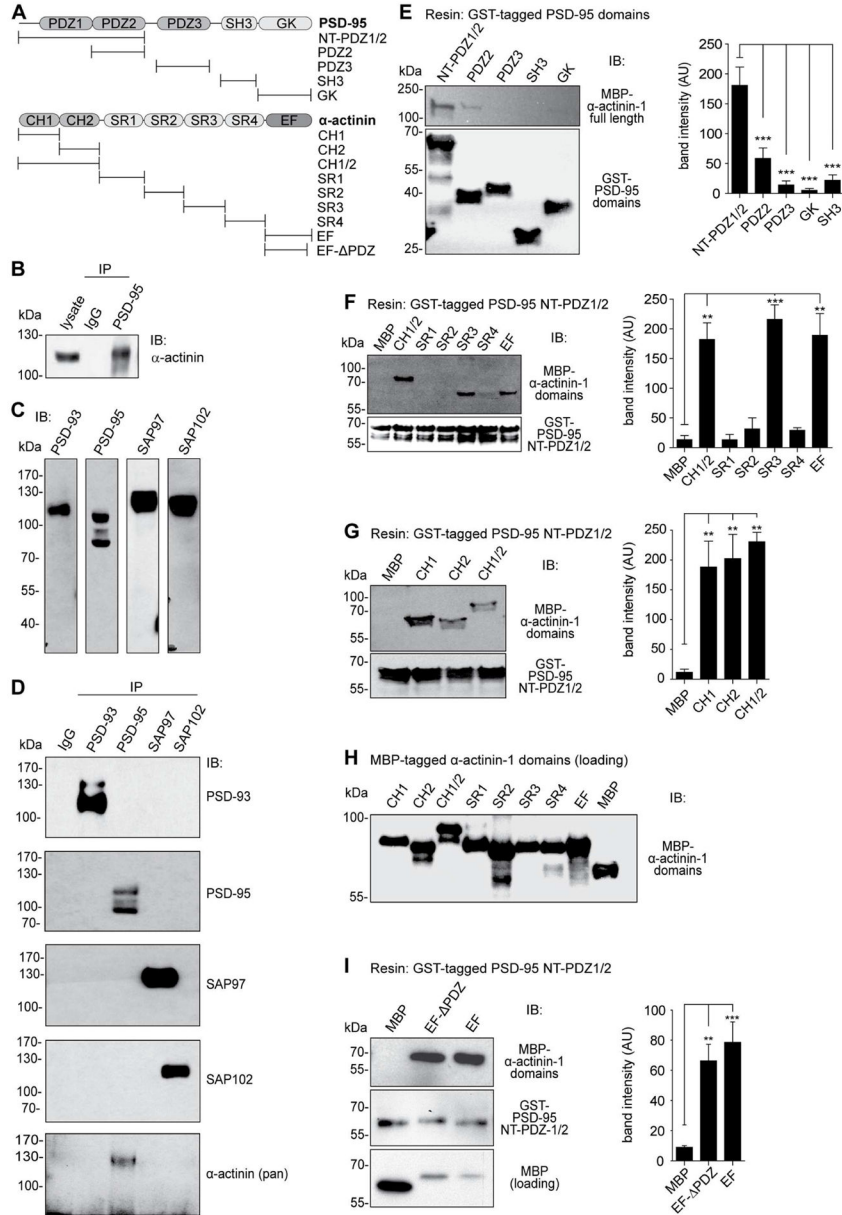 A
PDZ1 PDZ2 PDZ3 SH3 GK PSD-95
NT-PDZ1/2
PDZ2
PDZ3
SH3
GK
CH1 CH2 SR1 SR2 SR3 SR4 EF α-actinin
CH1
CH2
CH1/2
SR1
SR2
SR3
SR4
EF
EF-ΔPDZ
B
IP
kDa lysate IgG PSD-95
IB:
130-
α-actinin
100-
C IB:
PSD-93 PSD-95 SAP97 SAP102
kDa
170-
130-
100-
70-
55-
40-
D
IP
kDa IgG PSD-93 PSD-95 SAP97 SAP102
IB:
170-
130-
PSD-93
100-
170-
130-
PSD-95
100-
70-
170-
130-
SAP97
100-
170-
130-
SAP102
100-
70-
170-
130-
α-actinin (pan)
100-
E Resin: GST-tagged PSD-95 domains
kDa NT-PDZ1/2 PDZ2 PDZ3 SH3 GK IB:
250-
MBP-
α-actinin-1
full length
100-
70-
55-
GST-
PSD-95
domains
40-
25-
band intensity (AU)
250
200
150
100
50
0
*** *** *** ***
NT-PDZ1/2 PDZ2 PDZ3 GK SH3
F Resin: GST-tagged PSD-95 NT-PDZ1/2
kDa MBP CH1/2 SR1 SR2 SR3 SR4 EF IB:
100-
70-
55-
MBP-
α-actinin-1
domains
70-
55-
GST-
PSD-95
NT-PDZ1/2
band intensity (AU)
250
200
150
100
50
0
** *** **
MBP CH1/2 SR1 SR2 SR3 SR4 EF
G Resin: GST-tagged PSD-95 NT-PDZ1/2
kDa MBP CH1 CH2 CH1/2 IB:
100-
70-
55-
MBP-
α-actinin-1
domains
70-
55-
GST-
PSD-95
NT-PDZ1/2
band intensity (AU)
250
200
150
100
50
0
** ** **
MBP CH1 CH2 CH1/2
H MBP-tagged α-actinin-1 domains (loading)
kDa CH1 CH2 CH1/2 SR1 SR2 SR3 SR4 EF MBP IB:
100-
55-
MBP-
α-actinin-1
domains
I Resin: GST-tagged PSD-95 NT-PDZ1/2
kDa MBP EF-ΔPDZ EF IB:
70-
55-
MBP-
α-actinin-1
domains
70-
55-
GST-
PSD-95
NT-PDZ-1/2
70-
55-
MBP
(loading)
band intensity (AU)
100
80
60
40
20
0
** ***
MBP EF-ΔPDZ EF